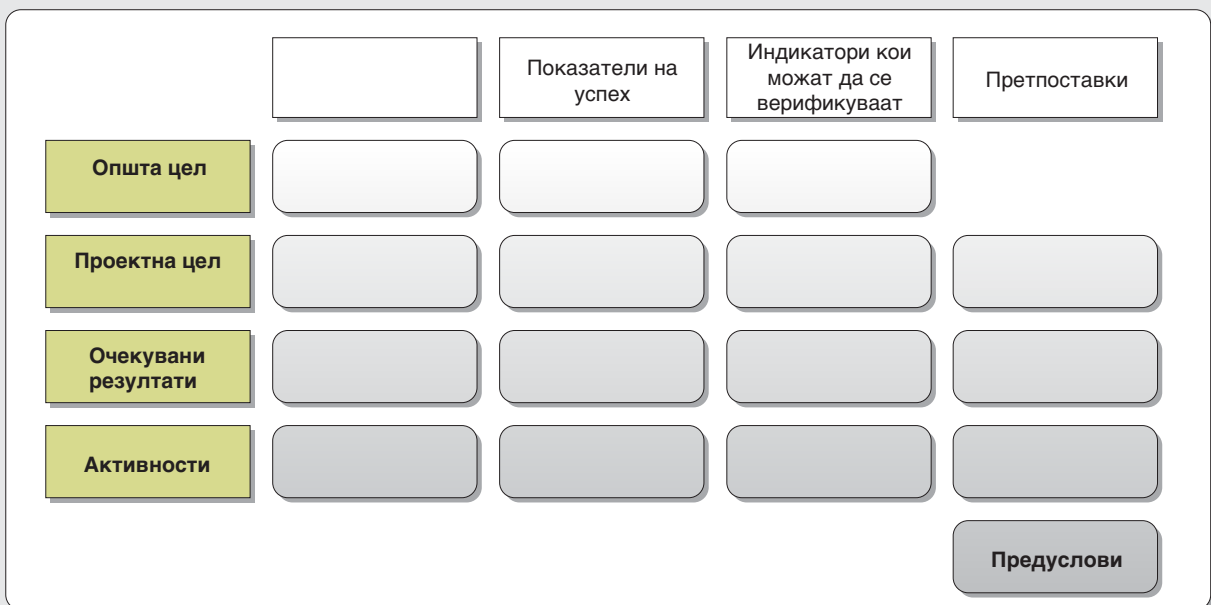 Показатели на
успех
Индикатори кои
можат да се
верификуваат
Претпоставки
Општа цел
Проектна цел
Очекувани
резултати
Активности
Предуслови